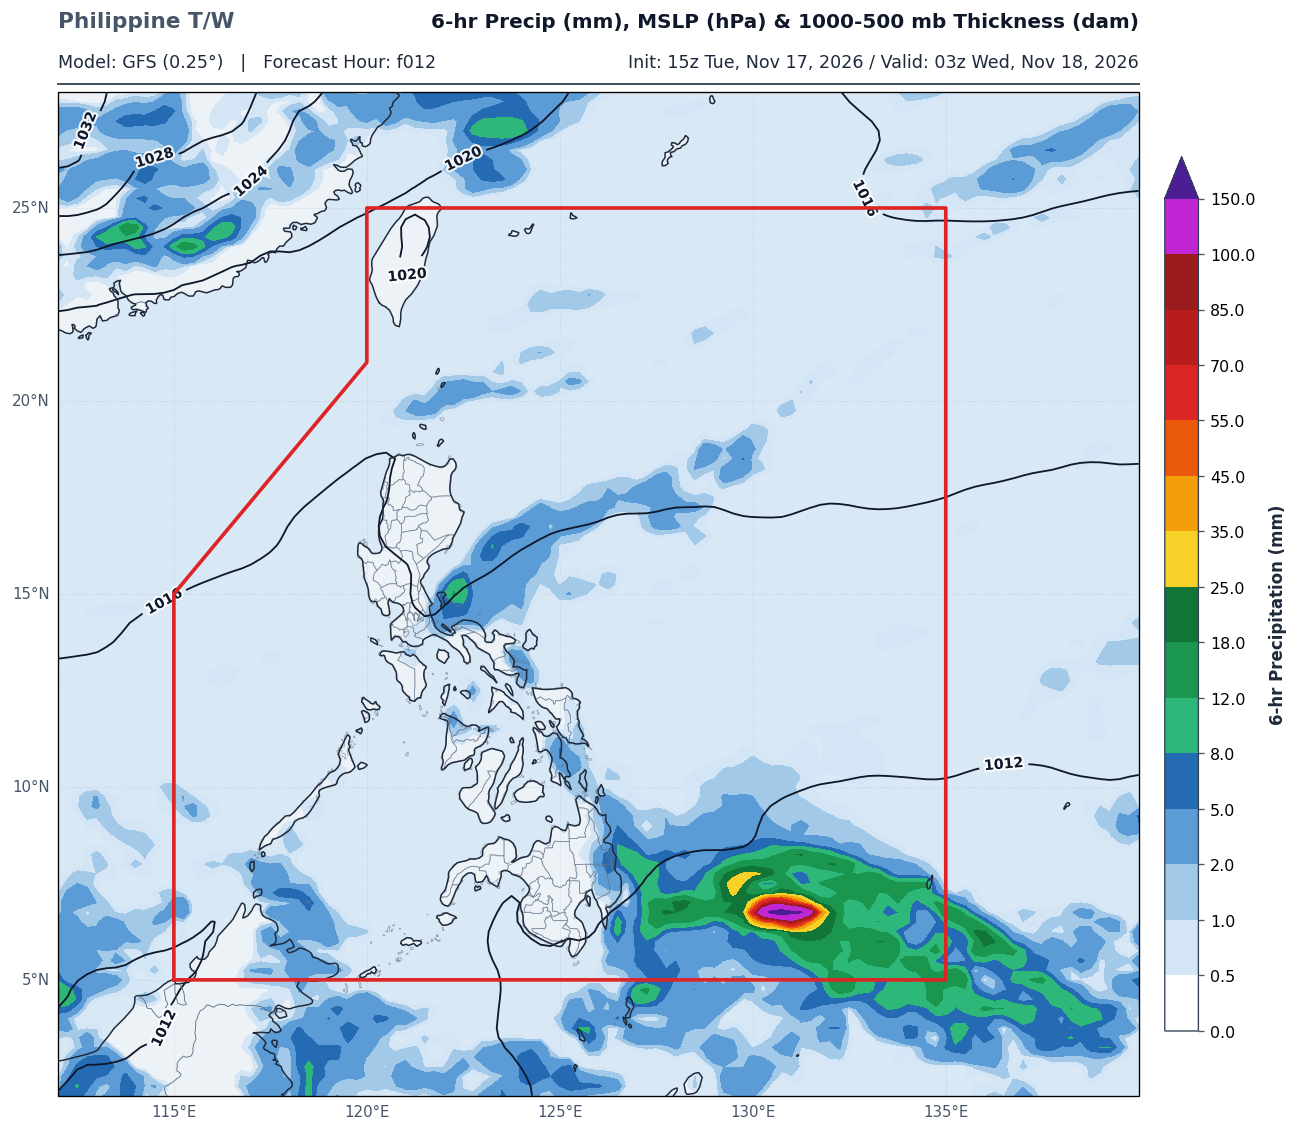 Philippine T/W
6-hr Precip (mm), MSLP (hPa) & 1000-500 mb Thickness (dam)
Model: GFS (0.25°) | Forecast Hour: f012
Init: 15z Tue, Nov 17, 2026 / Valid: 03z Wed, Nov 18, 2026
1032
1028
1024
1020
1016
1020
1016
1012
1012
25°N
20°N
15°N
10°N
5°N
115°E
120°E
125°E
130°E
135°E
150.0
100.0
85.0
70.0
55.0
45.0
35.0
25.0
18.0
12.0
8.0
5.0
2.0
1.0
0.5
0.0
6-hr Precipitation (mm)